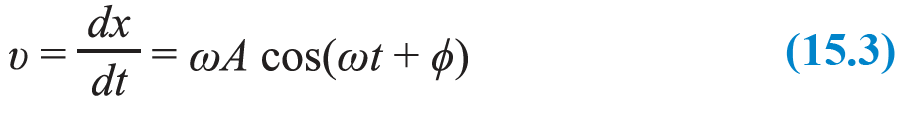 υ = dx/dt = ωA cos(ωt + ϕ) (15.3)